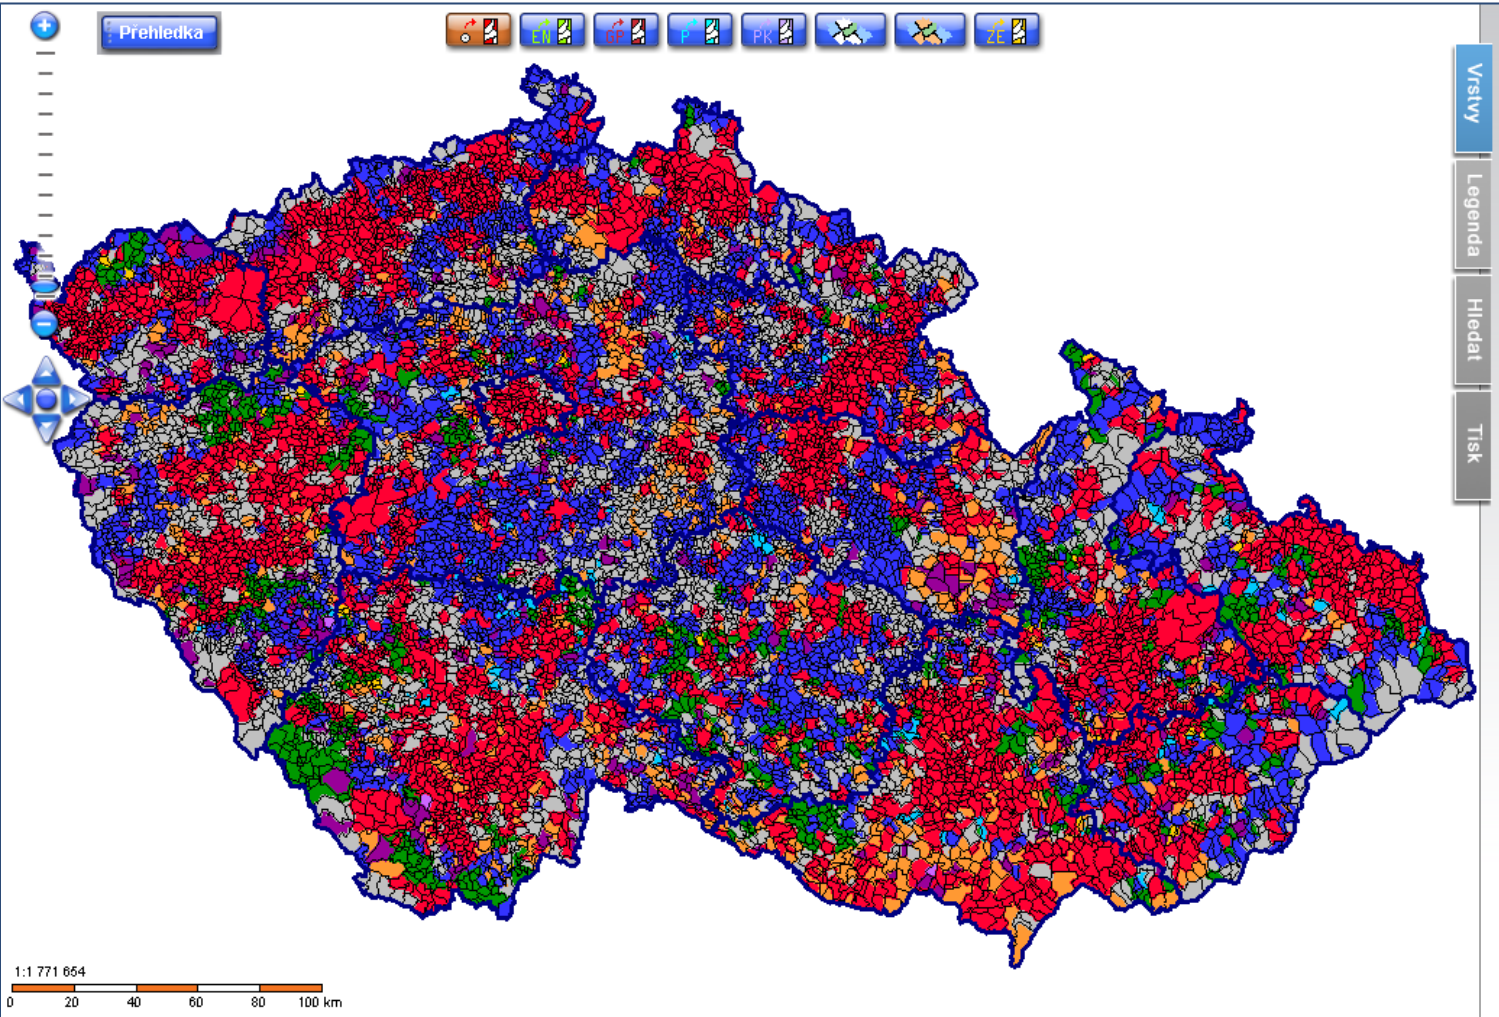 Přehledka
EN
GP
P
PK
ZE
Vrstvy
Legenda
Hledat
Tisk
1:1 771 654
0 20 40 60 80 100 km